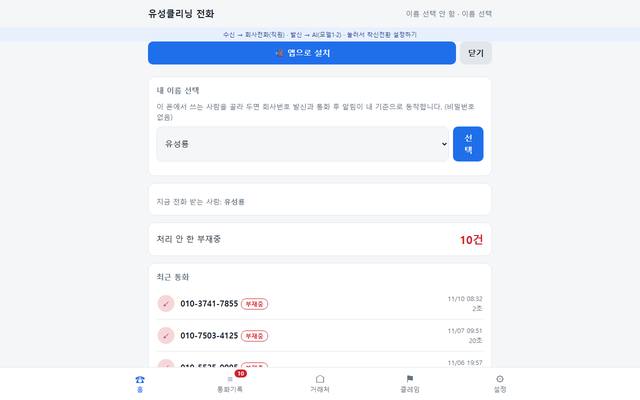 유성클리닝 전화
이름 선택 안 함 · 이름 선택
수신 → 회사전화(직원) · 발신 → AI(모델1·2) · 눌러서 착신전환 설정하기
앱으로 설치
닫기
내 이름 선택
이 폰에서 쓰는 사람을 골라 두면 회사번호 발신과 통화 후 알림이 내 기준으로 동작합니다. (비밀번호
없음)
유성룡
선
택
지금 전화 받는 사람: 유성룡
처리 안 한 부재중
10건
최근 통화
010-3741-7855 부재중
11/10 08:32
2초
010-7503-4125 부재중
11/07 09:51
20초
부재중
11/06 19:57
홈
10
통화기록
거래처
클레임
설정